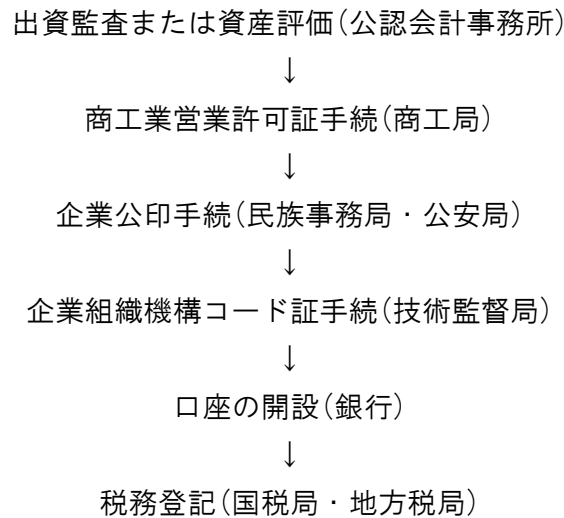 出資監査または資産評価(公認会計事務所)
↓
商工業営業許可証手続(商工局)
↓
企業公印手続(民族事務局・公安局)
↓
企業組織機構コード証手続(技術監督局)
↓
口座の開設(銀行)
↓
税務登記(国税局・地方税局)